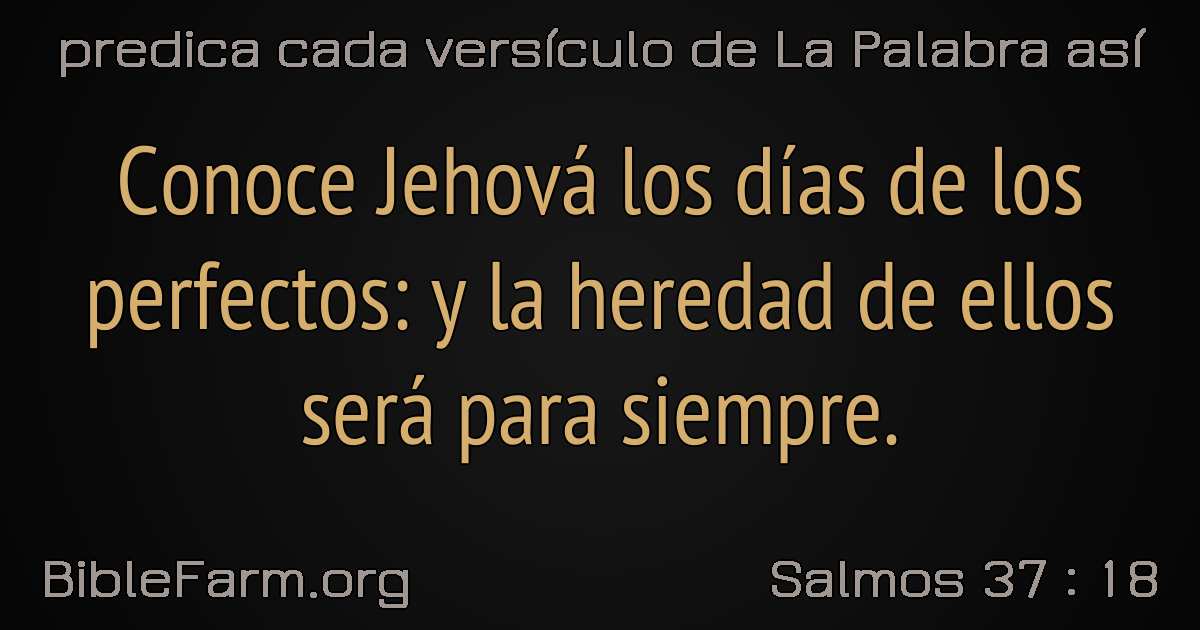 predica cada versículo de La Palabra así
Conoce Jehová los días de los
perfectos: y la heredad de ellos
será para siempre.
BibleFarm.org
Salmos 37 : 18